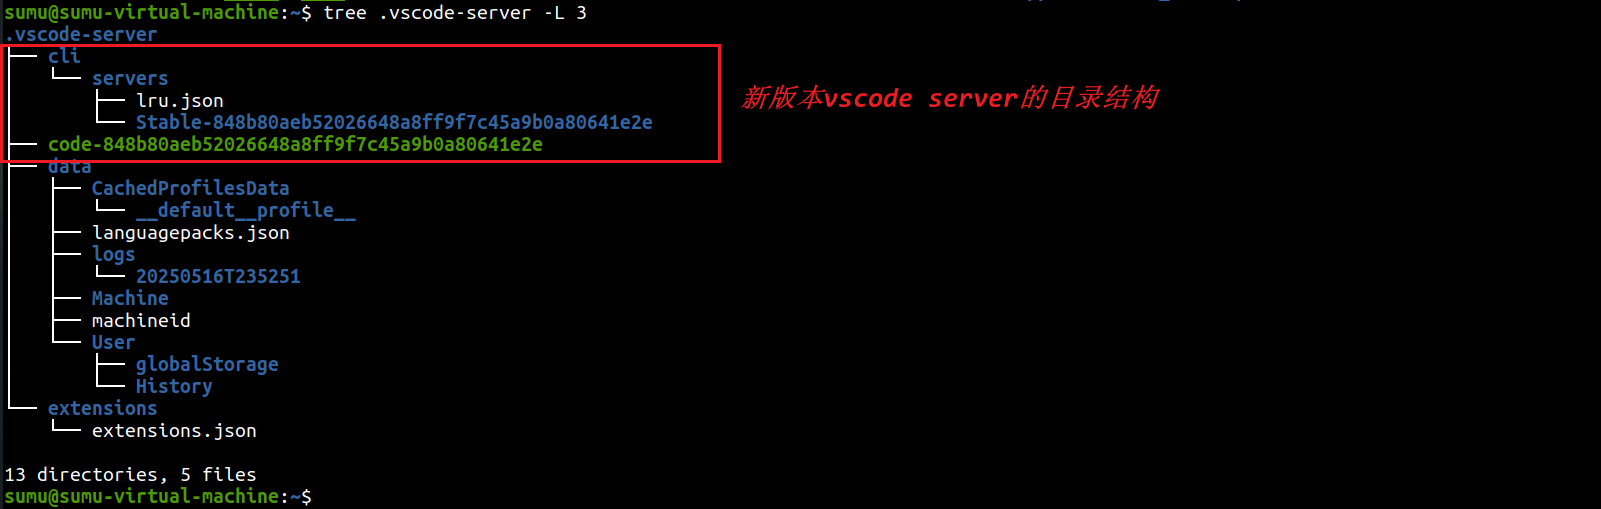 sumu@sumu-virtual-machine:~$ tree .vscode-server -L 3
.vscode-server
├── cli
│   └── servers
│       ├── lru.json
│       └── Stable-848b80aeb52026648a8ff9f7c45a9b0a80641e2e
├── code-848b80aeb52026648a8ff9f7c45a9b0a80641e2e
├── data
│   ├── CachedProfilesData
│   │   └── __default__profile__
│   ├── languagepacks.json
│   ├── logs
│   │   └── 20250516T235251
│   ├── Machine
│   ├── machineid
│   └── User
│       ├── globalStorage
│       └── History
└── extensions
    └── extensions.json
13 directories, 5 files
sumu@sumu-virtual-machine:~$
新版本vscode server的目录结构